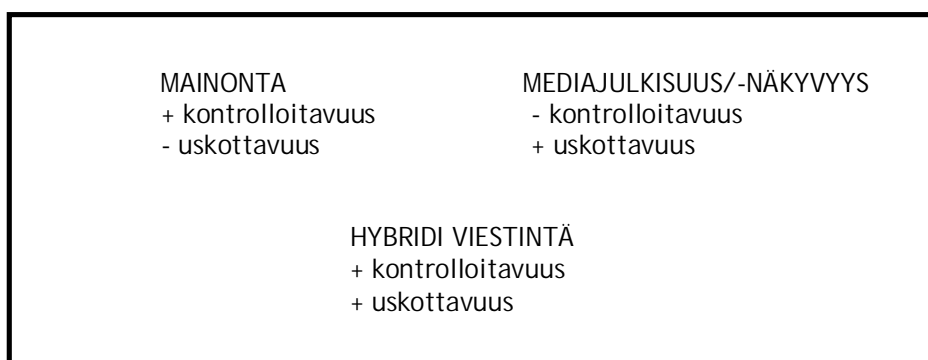 MAINONTA
+ kontrolloitavuus
- uskottavuus
MEDIAJULKISUUS/-NÄKYVYYS
- kontrolloitavuus
+ uskottavuus
HYBRIDI VIESTINTÄ
+ kontrolloitavuus
+ uskottavuus